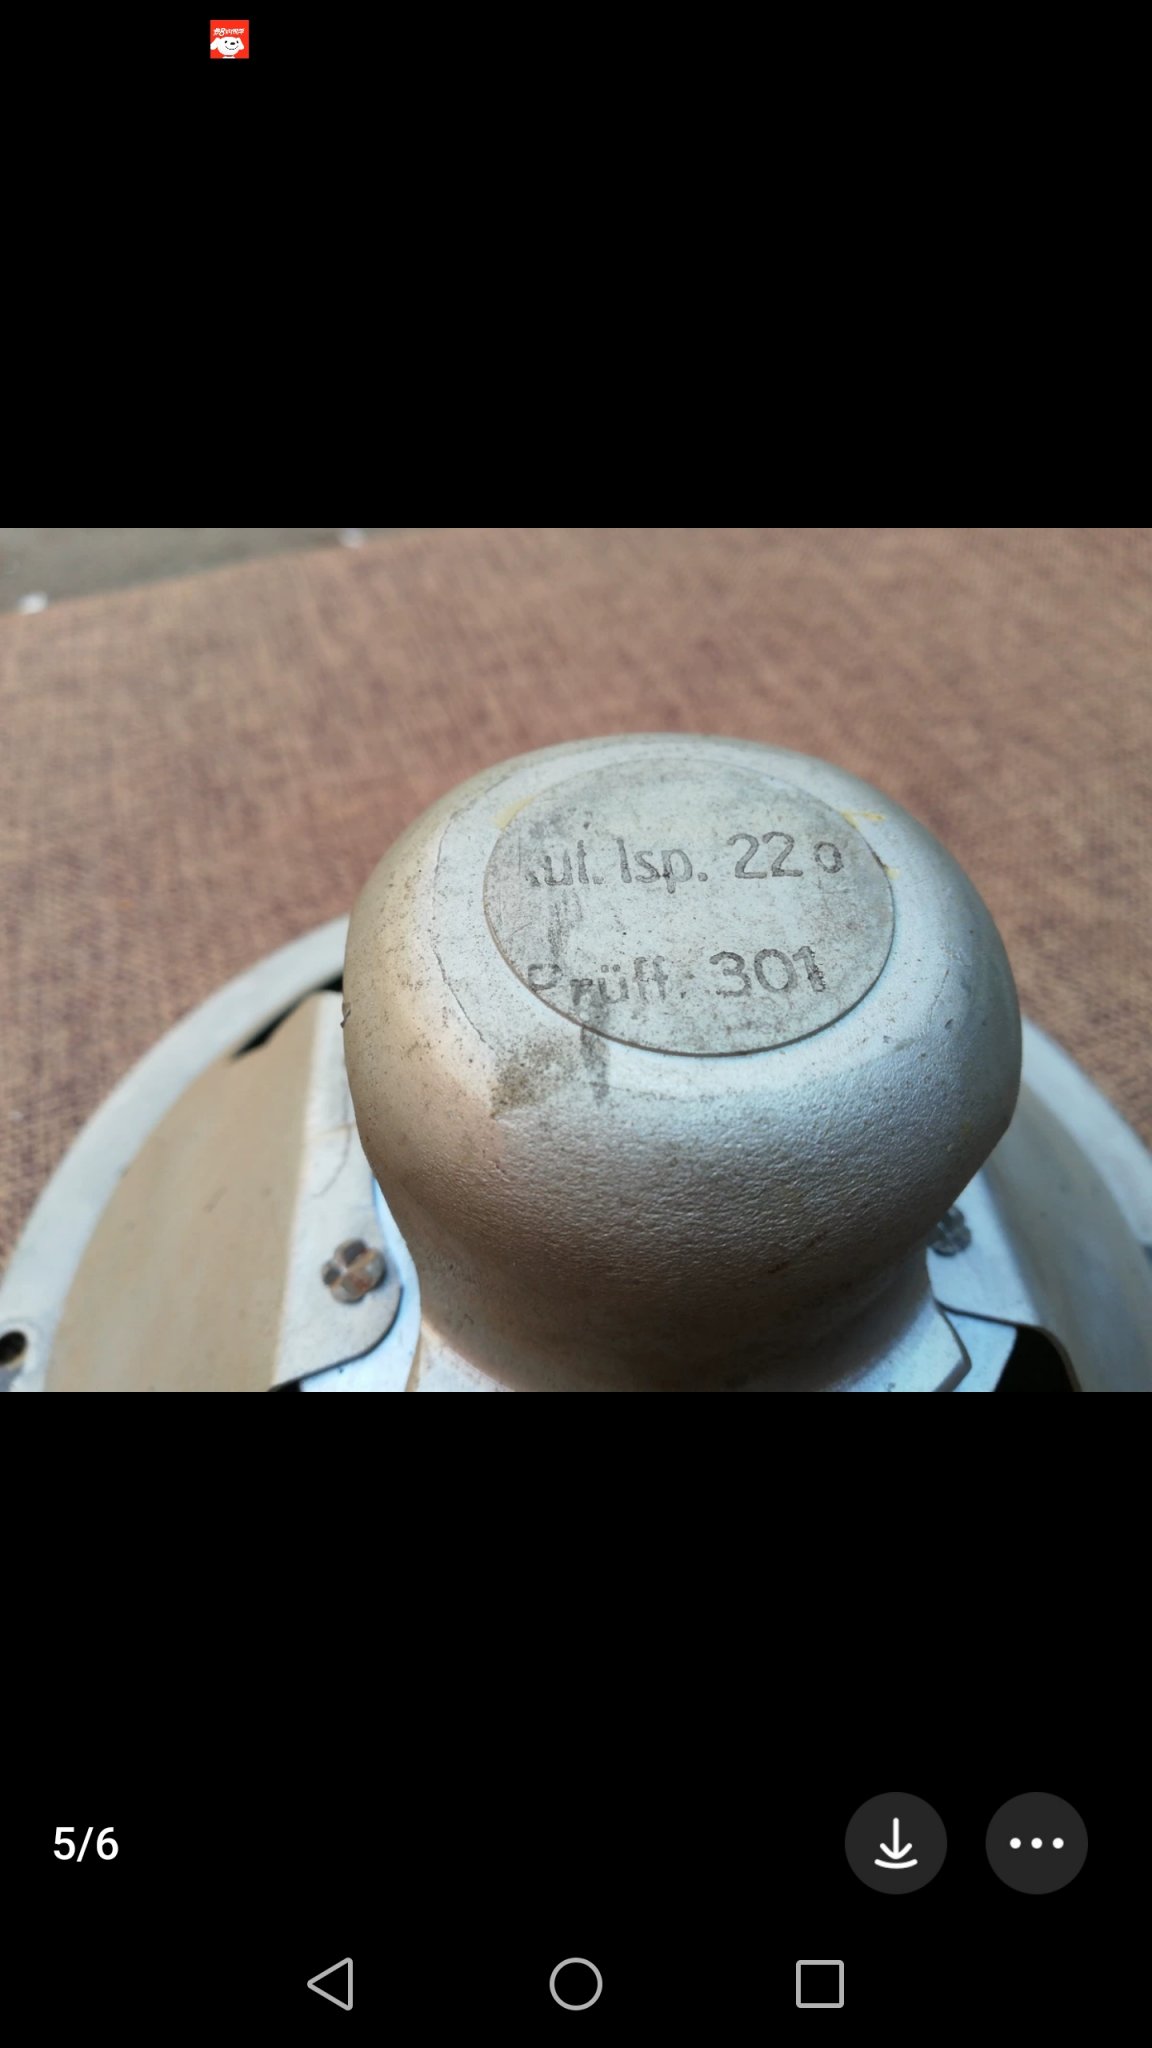 lsp. 22 o
Prüff. 301
5/6